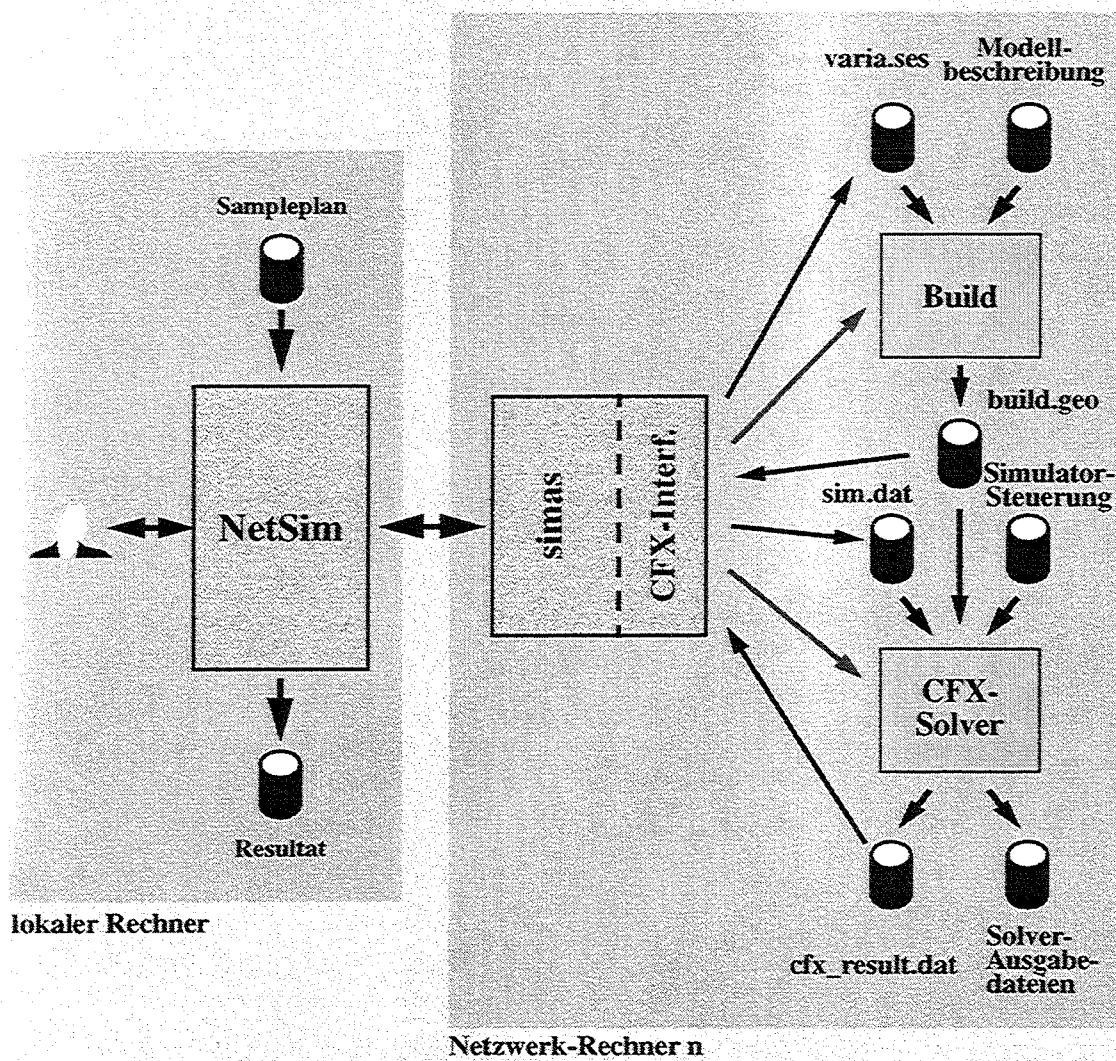 varia.ses
Modell-
beschreibung
Sampleplan
Build
build.geo
NetSim
simas
CFX-Interf.
sim.dat
Simulator-
Steuerung
CFX-
Solver
Resultat
lokaler Rechner
cfx_result.dat
Solver-
Ausgabe-
dateien
Netzwerk-Rechner n